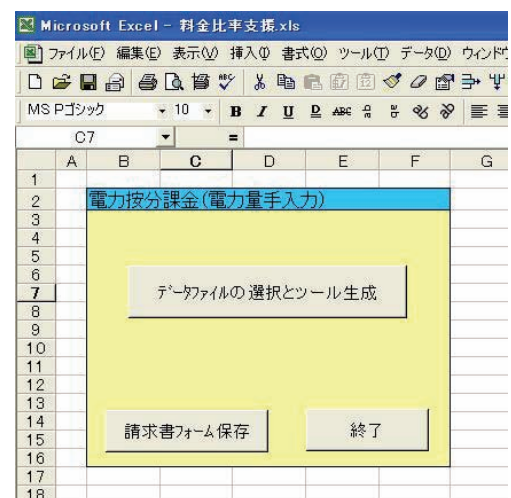 Microsoft Excel - 料金比率支援.xls
ファイル(F) 編集(E) 表示(V) 挿入(I) 書式(O) ツール(T) データ(D) ウィンドウ
MS Pゴシック 10 B I U D ABC
C7 =
A B C D E F G
1
2 電力按分課金(電力量手入力)
3
4
5
6
7 データファイルの選択とツール生成
8
9
10
11
12
13
14 請求書フォーム保存 終了
15
16
17
18